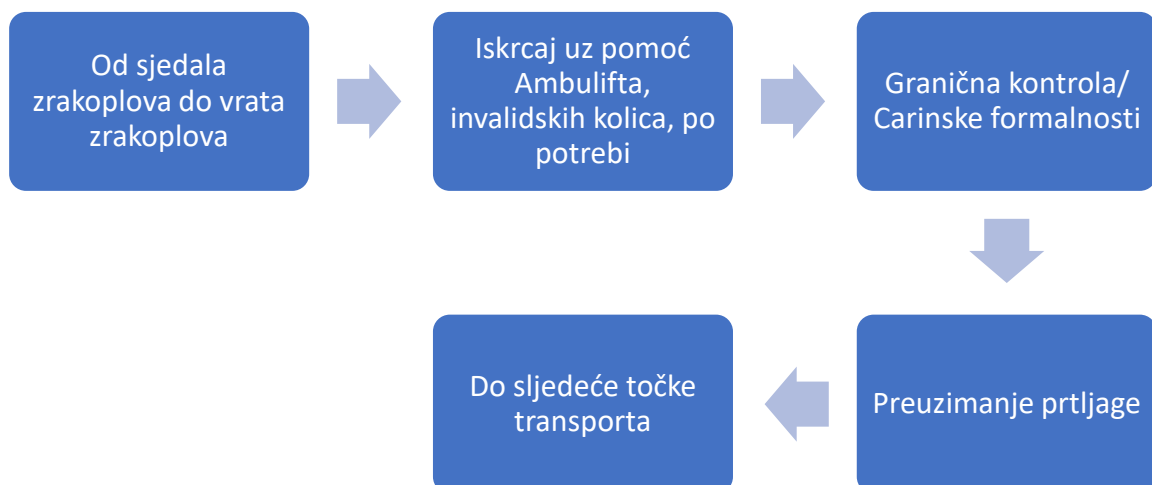 Od sjedala
zrakoplova do vrata
zrakoplova
Iskrcaj uz pomoć
Ambulifta,
invalidskih kolica, po
potrebi
Granična kontrola/
Carinske formalnosti
Preuzimanje prtljage
Do sljedeće točke
transporta